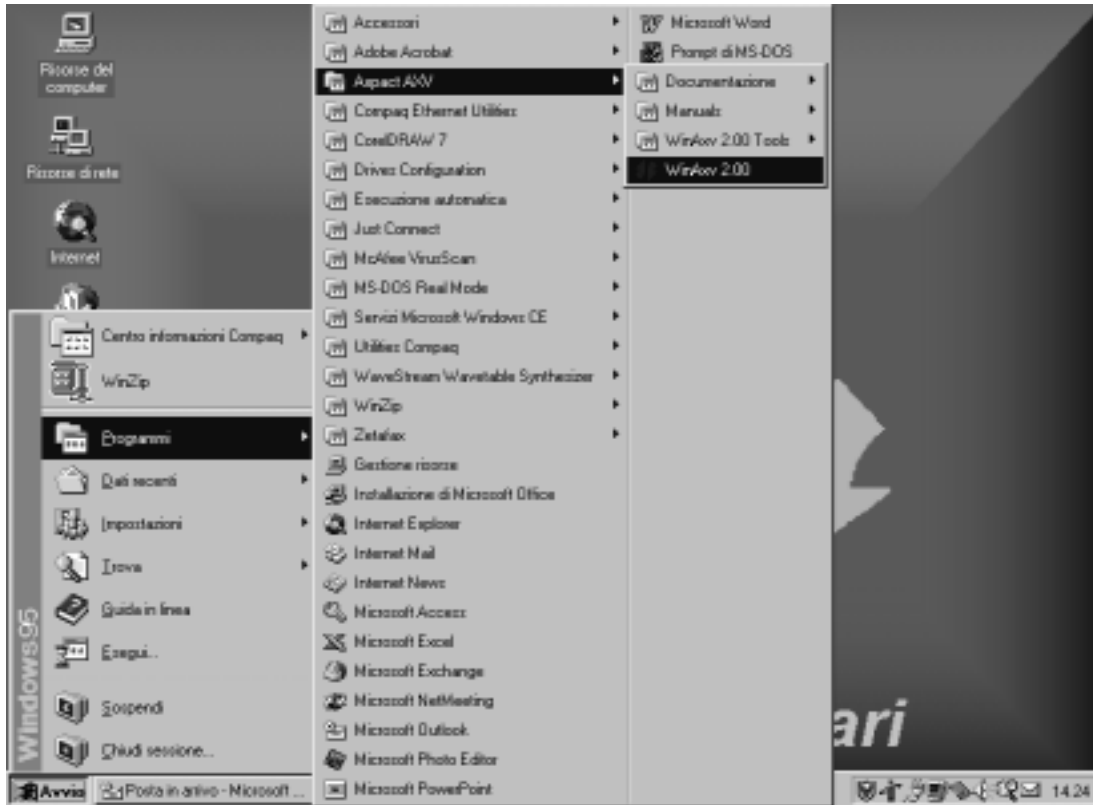 Risorse del
computer
Risorse di rete
Internet
Centro informazioni Compaq
WinZip
Programmi
Dati recenti
Impostazioni
Trova
Guida in linea
Esegui...
Sospendi
Chiudi sessione...
Windows95
Accessori
Adobe Acrobat
Aspact AXV
Compaq Ethernet Utilities
CorelDRAW 7
Drives Configuration
Esecuzione automatica
Just Connect
McAfee VirusScan
MS-DOS Real Mode
Servizi Microsoft Windows CE
Utilities Compaq
WaveStream Wavetable Synthesizer
WinZip
Zetafax
Gestione risorse
Installazione di Microsoft Office
Internet Explorer
Internet Mail
Internet News
Microsoft Access
Microsoft Excel
Microsoft Exchange
Microsoft NetMeeting
Microsoft Outlook
Microsoft Photo Editor
Microsoft PowerPoint
Microsoft Word
Prompt di MS-DOS
Documentazione
Manuals
WinAxv 2.00 Tools
WinAxv 2.00
ari
Avvio
Posta in arrivo - Microsoft ...
14.24